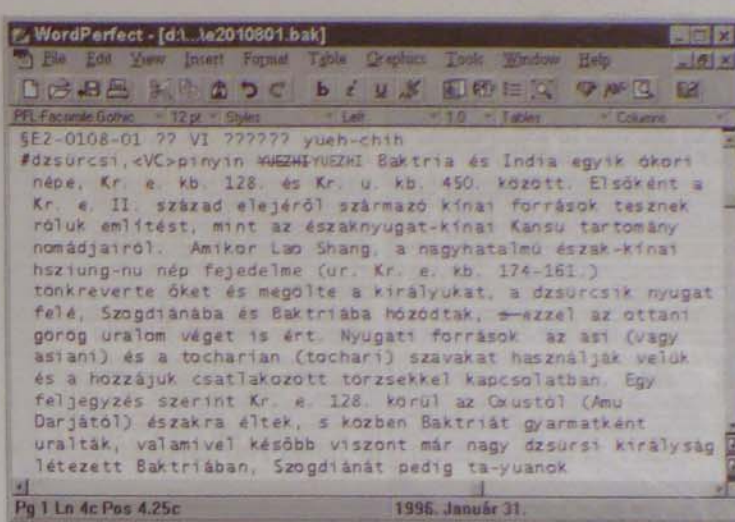 WordPerfect - [d:\...\e2010801.bak]
File Edit View Insert Format Table Graphics Tools Window Help
PFL-Facsimile Gothic 12 pt Styles Left 1.0 Tables Columns
§E2-0108-01 ?? VI ?????? yueh-chih
#dzsürcsi,<VC>pinyin YUEZHI YUEZHI Baktria és India egyik ókori
népe, Kr. e. kb. 128. és Kr. u. kb. 450. között. Elsőként a
Kr. e. II. század elejéről származó kínai források tesznek
róluk említést, mint az északnyugat-kínai Kansu tartomány
nomádjairól. Amikor Lao Shang, a nagyhatalmú észak-kínai
hsziung-nu nép fejedelme (ur. Kr. e. kb. 174-161.)
tönkreverte őket és megölte a királyukat, a dzsürcsik nyugat
felé, Szogdiánába és Baktriába húzódtak, s ezzel az ottani
görög uralom véget is ért. Nyugati források az asi (vagy
asiani) és a tocharian (tochari) szavakat használják velük
és a hozzájuk csatlakozott törzsekkel kapcsolatban. Egy
feljegyzés szerint Kr. e. 128. körül az Oxustól (Amu
Darjától) északra éltek, s közben Baktriát gyarmatként
uralták, valamivel később viszont már nagy dzsürsi királyság
létezett Baktriában, Szogdiánát pedig ta-yuanok
Pg 1 Ln 4c Pos 4.25c 1996. Január 31.